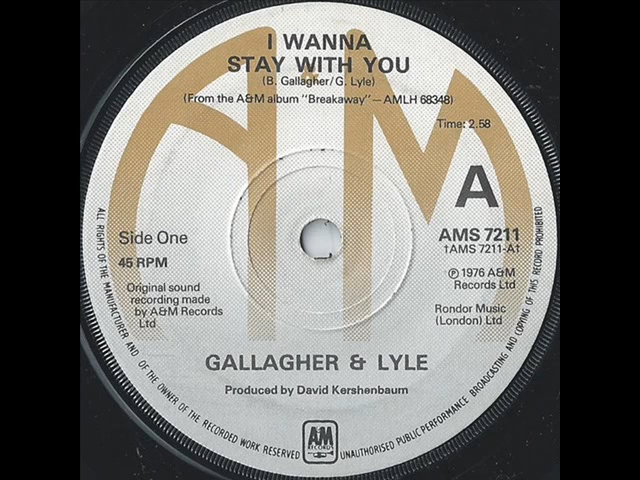 I WANNA
STAY WITH YOU
(B. Gallagher/G. Lyle)
(From the A&M album "Breakaway"—AMLH 68348)
Time: 2.58
A
Side One
45 RPM
AMS 7211
†AMS 7211-A†
Original sound
recording made
by A&M Records
Ltd
℗ 1976 A&M
Records Ltd
Rondor Music
(London) Ltd
GALLAGHER & LYLE
Produced by David Kershenbaum
A&M
RECORDS
ALL RIGHTS OF THE MANUFACTURER AND OF THE OWNER OF THE RECORDED WORK RESERVED
UNAUTHORISED PUBLIC PERFORMANCE BROADCASTING AND COPYING OF THIS RECORD PROHIBITED